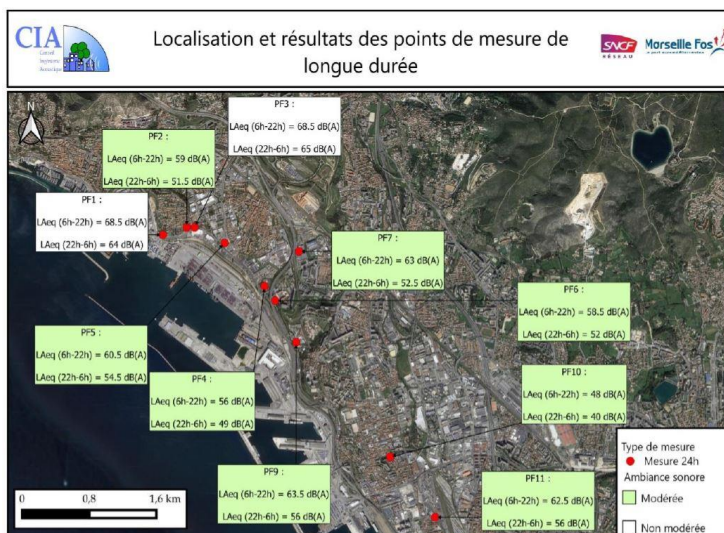 CIA
Conseil
Ingénierie
Acoustique
Localisation et résultats des points de mesure de
longue durée
SNCF
RÉSEAU
Marseille Fos
N
PF3 :
LAeq (6h-22h) = 68.5 dB(A)
LAeq (22h-6h) = 65 dB(A)
PF2 :
LAeq (6h-22h) = 59 dB(A)
LAeq (22h-6h) = 51.5 dB(A)
PF1 :
LAeq (6h-22h) = 68.5 dB(A)
LAeq (22h-6h) = 64 dB(A)
PF7 :
LAeq (6h-22h) = 63 dB(A)
LAeq (22h-6h) = 52.5 dB(A)
PF6 :
LAeq (6h-22h) = 58.5 dB(A)
LAeq (22h-6h) = 52 dB(A)
PF5 :
LAeq (6h-22h) = 60.5 dB(A)
LAeq (22h-6h) = 54.5 dB(A)
PF4 :
LAeq (6h-22h) = 56 dB(A)
LAeq (22h-6h) = 49 dB(A)
PF10 :
LAeq (6h-22h) = 48 dB(A)
LAeq (22h-6h) = 40 dB(A)
PF9 :
LAeq (6h-22h) = 63.5 dB(A)
LAeq (22h-6h) = 56 dB(A)
PF11 :
LAeq (6h-22h) = 62.5 dB(A)
LAeq (22h-6h) = 56 dB(A)
Type de mesure
Mesure 24h
Ambiance sonore
Modérée
Non modérée
0 0,8 1,6 km